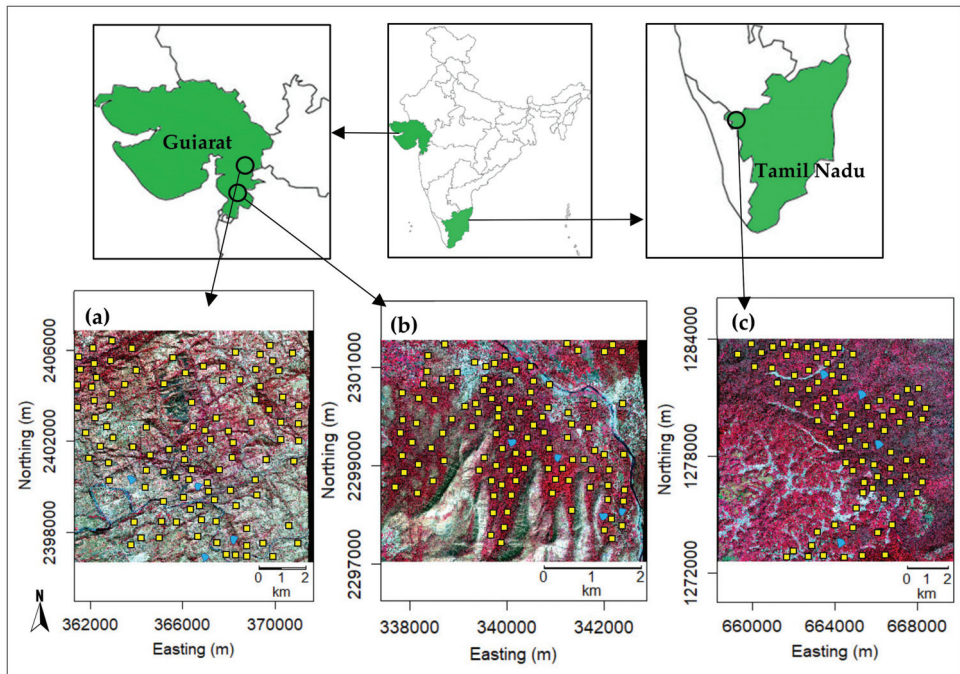 Guiarat
Tamil Nadu
(a)
(b)
(c)
Northing (m)
2406000
2402000
2398000
Northing (m)
2301000
2299000
2297000
Northing (m)
1284000
1278000
1272000
0 1 2
km
0 1 2
km
0 1 2
km
N
362000 366000 370000
338000 340000 342000
660000 664000 668000
Easting (m)
Easting (m)
Easting (m)